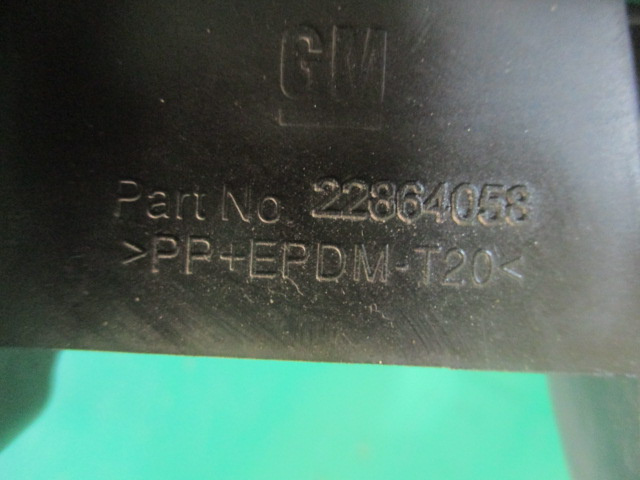 GM
Part No. 22864058
>PP+EPDM-T20<